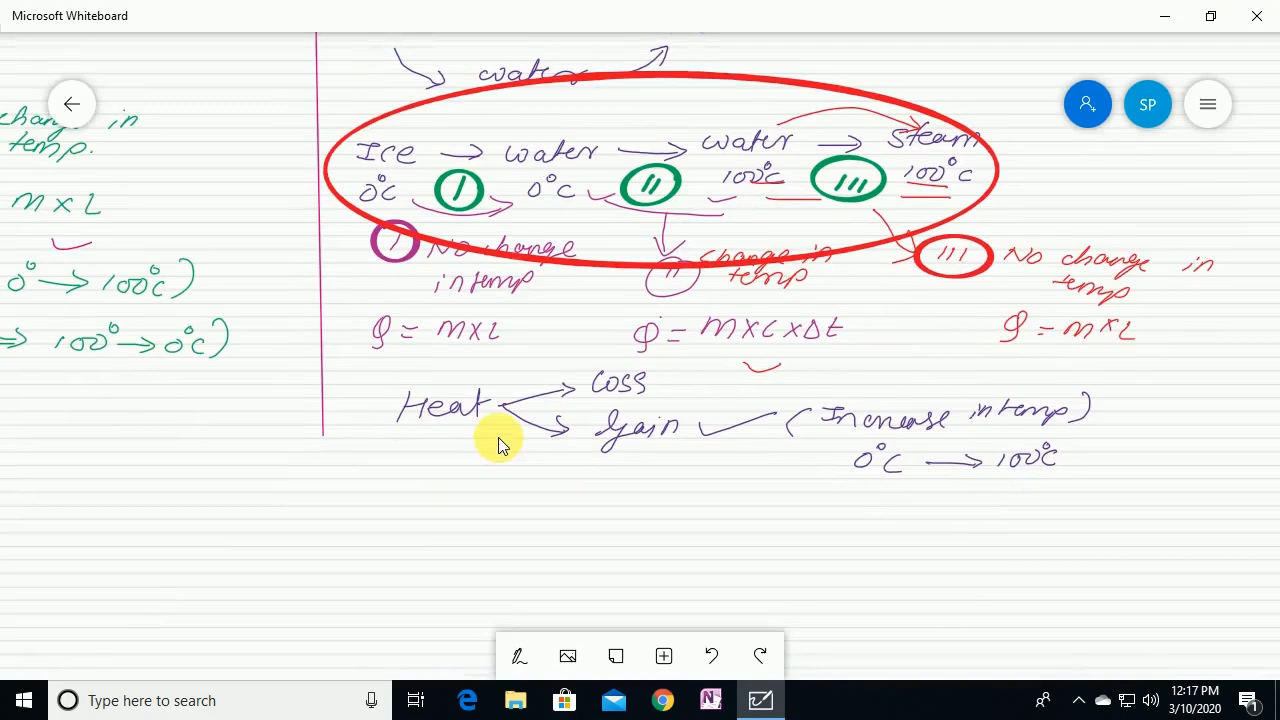 Microsoft Whiteboard
SP
change in
temp.
m x L
0° → 100°C)
⇒ 100° → 0°C)
water
Ice → water → water → Steam
0°C I 0°C II 100°C III 100°C
I No change in temp
II change in temp
III No change in temp
Q = m x L
Q = m x C x Δt
Q = m x L
Heat
Loss
Gain ✓ (Increase in temp)
0°C → 100°C
Type here to search
12:17 PM
3/10/2020
1